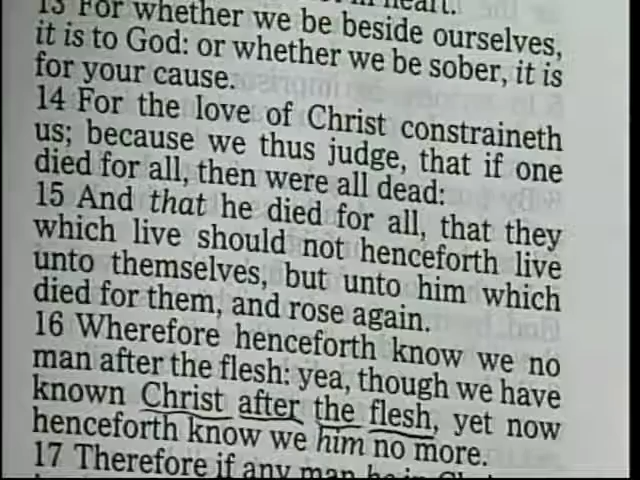 heart.
13 For whether we be beside ourselves,
it is to God: or whether we be sober, it is
for your cause.
14 For the love of Christ constraineth
us; because we thus judge, that if one
died for all, then were all dead:
15 And that he died for all, that they
which live should not henceforth live
unto themselves, but unto him which
died for them, and rose again.
16 Wherefore henceforth know we no
man after the flesh: yea, though we have
known Christ after the flesh, yet now
henceforth know we him no more.
17 Therefore if any man be in